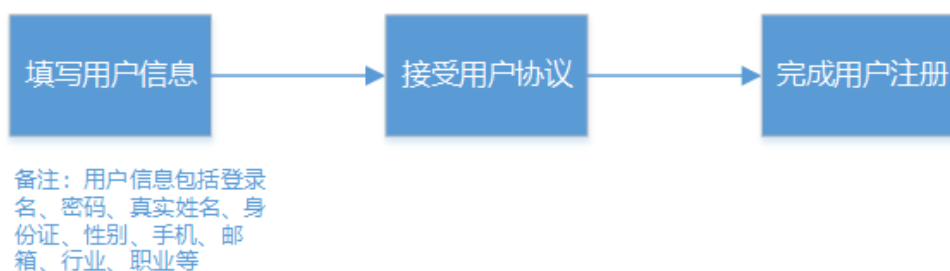 填写用户信息
接受用户协议
完成用户注册
备注：用户信息包括登录
名、密码、真实姓名、身
份证、性别、手机、邮
箱、行业、职业等